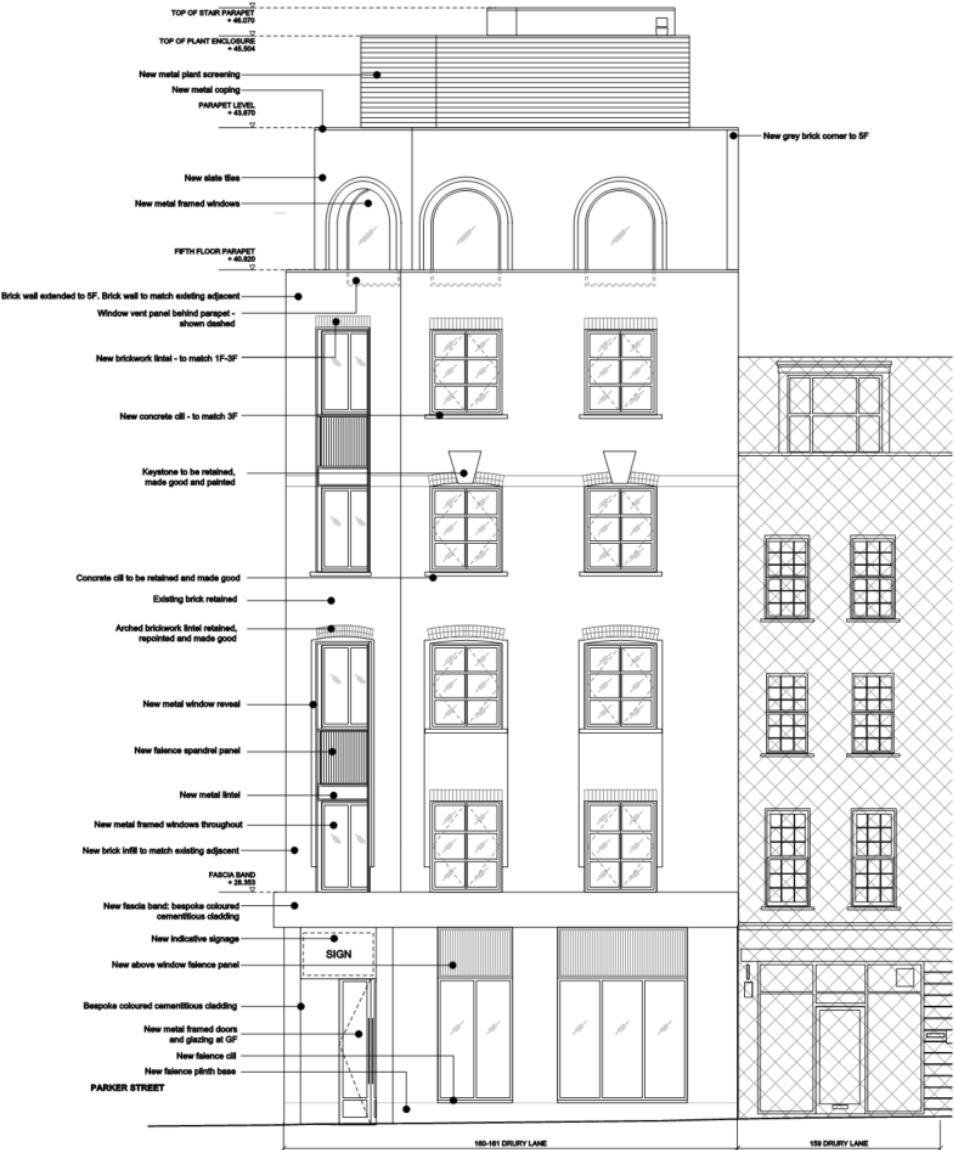 TOP OF STAIR PARAPET
+ 46.070
TOP OF PLANT ENCLOSURE
+ 45.504
New metal plant screening
New metal coping
PARAPET LEVEL
+ 43.670
New grey brick corner to 5F
New slate tiles
New metal framed windows
FIFTH FLOOR PARAPET
+ 40.820
Brick wall extended to 5F. Brick wall to match existing adjacent
Window vent panel behind parapet -
shown dashed
New brickwork lintel - to match 1F-3F
New concrete cill - to match 3F
Keystone to be retained,
made good and painted
Concrete cill to be retained and made good
Existing brick retained
Arched brickwork lintel retained,
repointed and made good
New metal window reveal
New faience spandrel panel
New metal lintel
New metal framed windows throughout
New brick infill to match existing adjacent
FASCIA BAND
+ 28.353
New fascia band: bespoke coloured
cementitious cladding
New indicative signage
SIGN
New above window faience panel
Bespoke coloured cementitious cladding
New metal framed doors
and glazing at GF
New faience cill
New faience plinth base
PARKER STREET
160-161 DRURY LANE
159 DRURY LANE